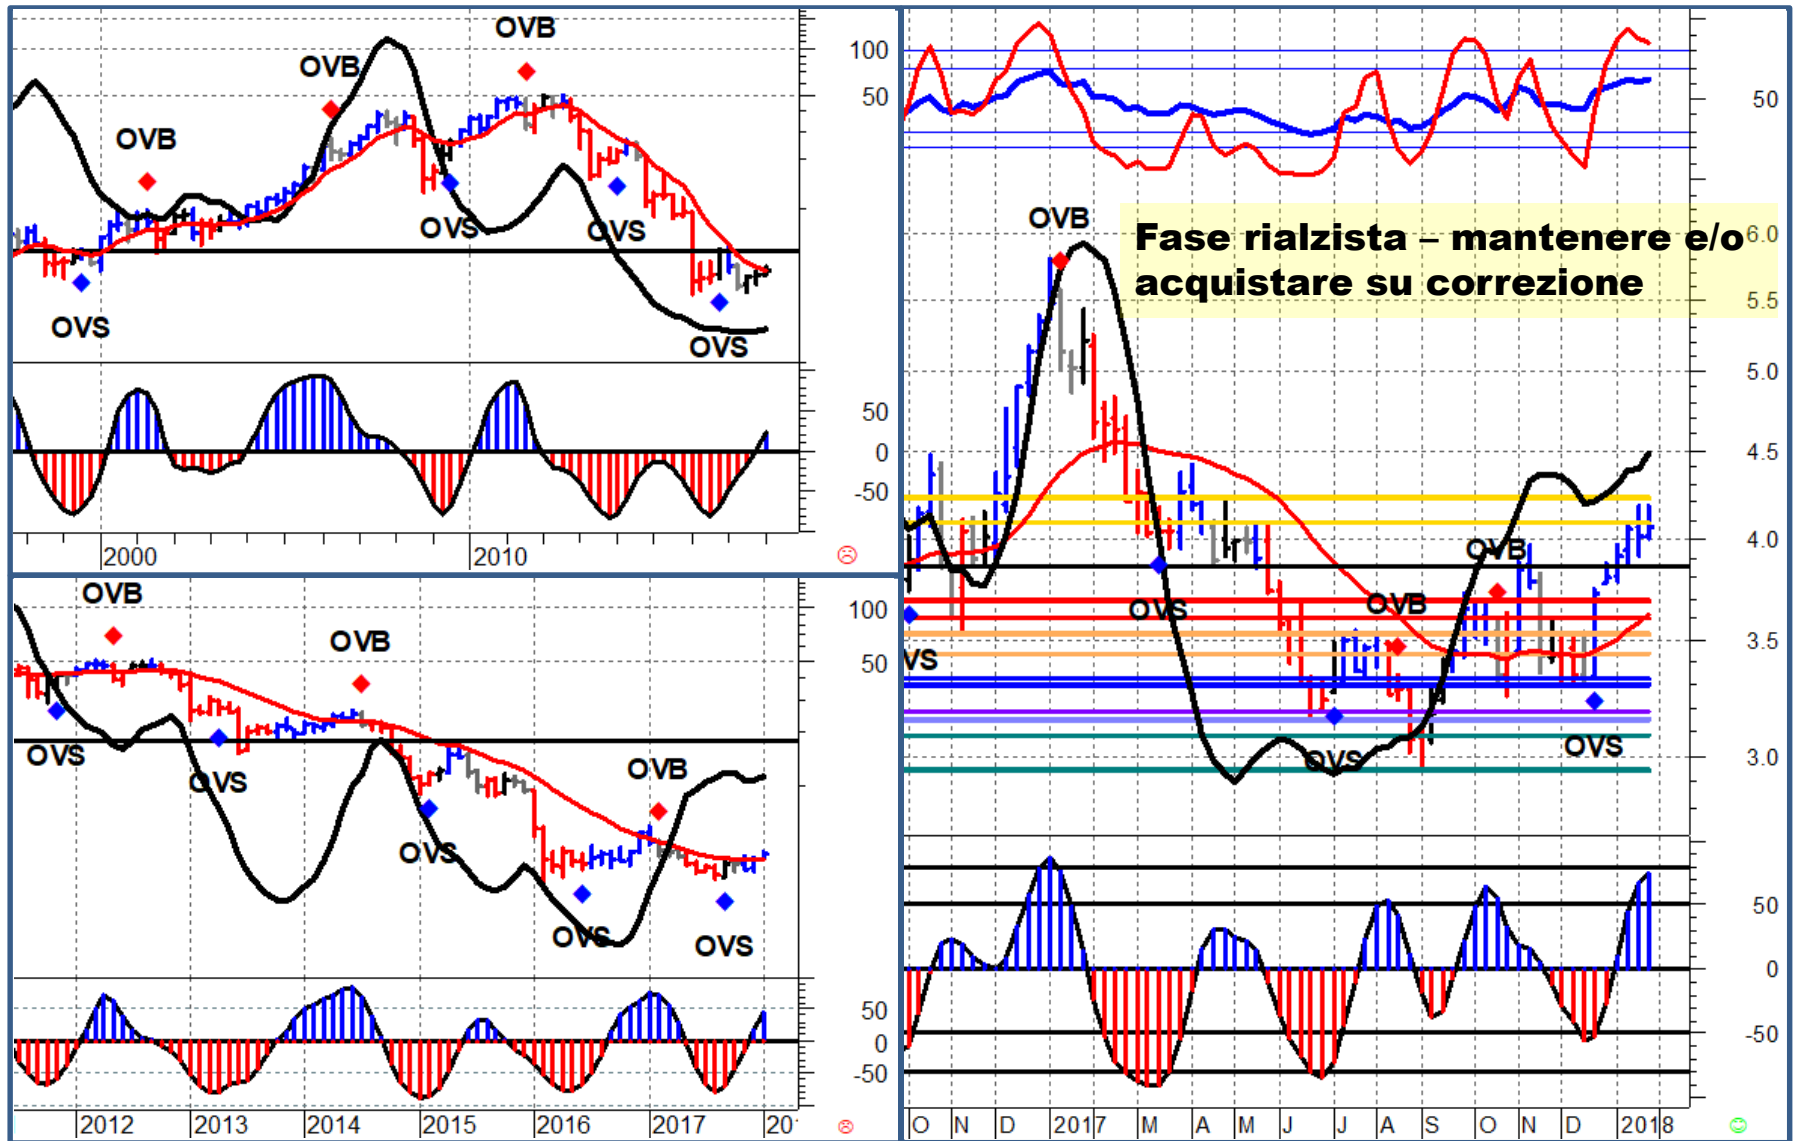 OVB
OVB
OVB
OVS
OVS
OVS
OVS
100
50
50
0
-50
2000
2010
OVB
OVB
OVB
OVS
OVS
OVS
OVS
OVS
100
50
50
0
-50
2012
2013
2014
2015
2016
2017
20
50
OVB
Fase rialzista – mantenere e/o
acquistare su correzione
6.0
5.5
5.0
4.5
4.0
3.5
3.0
OVB
OVB
OVS
VS
OVS
OVS
50
0
-50
O N D 2017 M A M J J A S O N D 2018